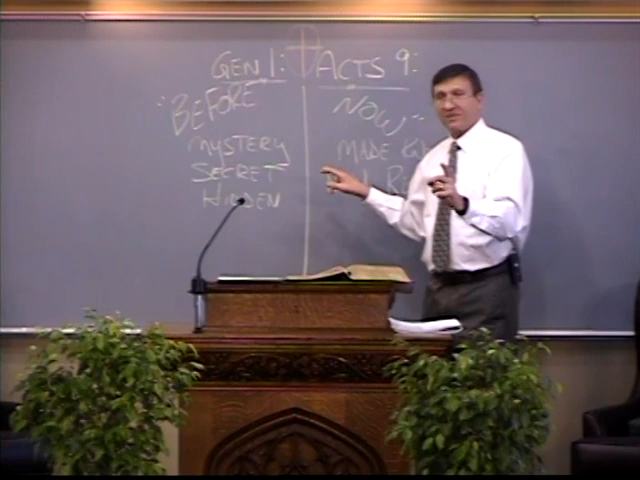 GEN 1: ACTS 9:
"BEFORE NOW"
MYSTERY MADE
SECRET
HIDDEN